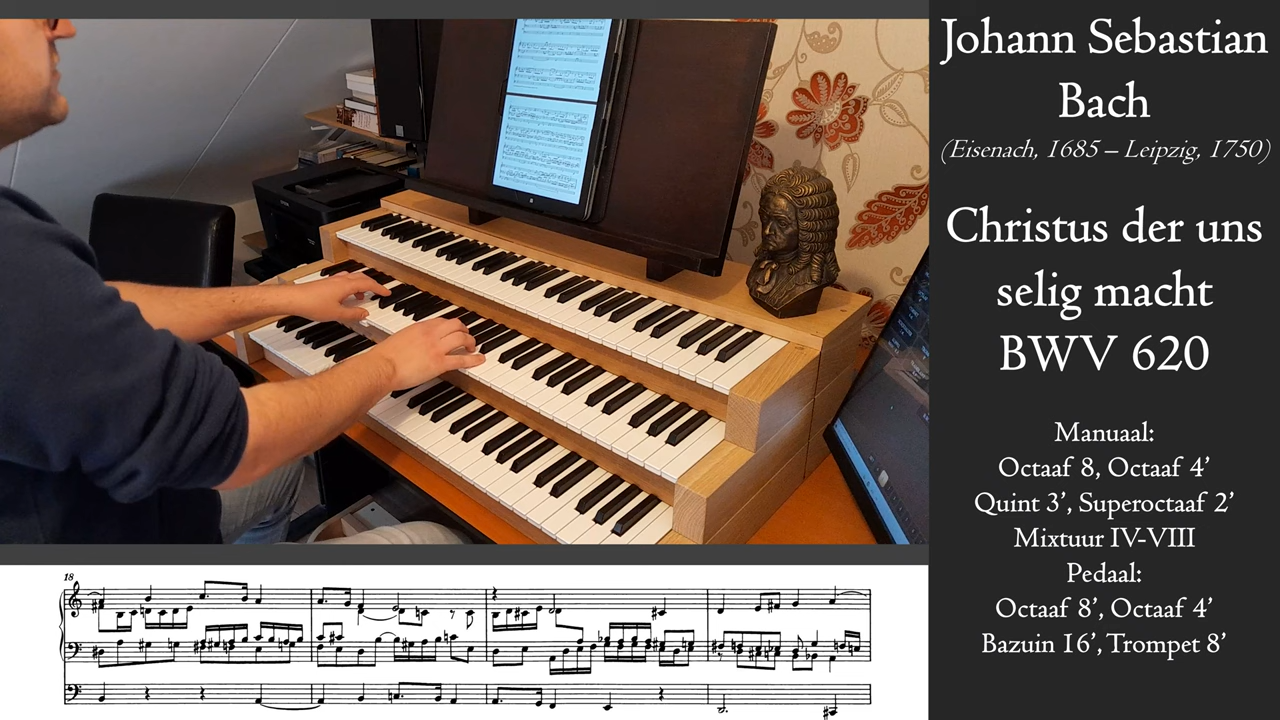 Johann Sebastian
Bach
(Eisenach, 1685 – Leipzig, 1750)
Christus der uns
selig macht
BWV 620
Manuaal:
Octaaf 8, Octaaf 4’
Quint 3’, Superoctaaf 2’
Mixtuur IV-VIII
Pedaal:
Octaaf 8’, Octaaf 4’
Bazuin 16’, Trompet 8’
18